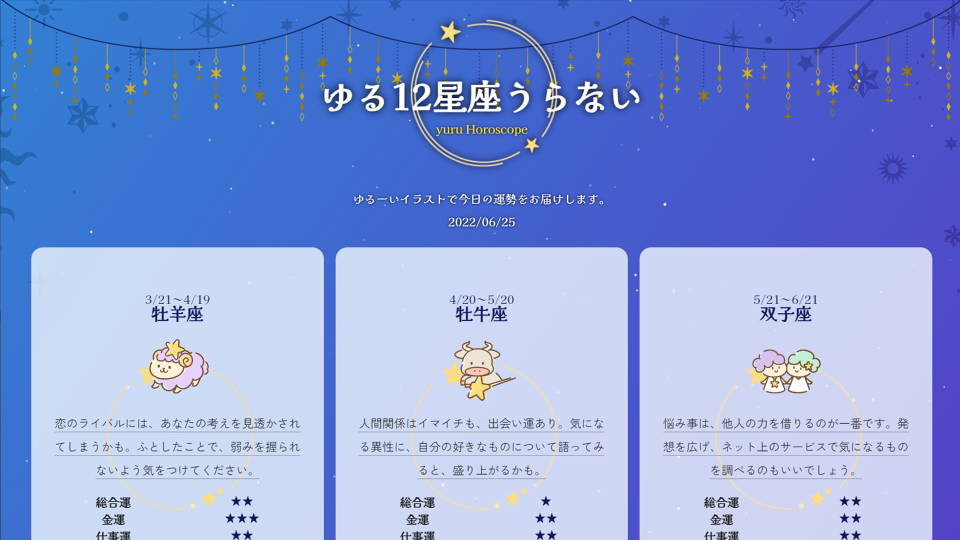 ゆる12星座うらない
yuru Horoscope
ゆるーいイラストで今日の運勢をお届けします。
2022/06/25
3/21～4/19
牡羊座
恋のライバルには、あなたの考えを見透かされ
てしまうかも。ふとしたことで、弱みを握られ
ないよう気をつけてください。
総合運 ★★
金運 ★★★
仕事運 ★★
4/20～5/20
牡牛座
人間関係はイマイチも、出会い運あり。気にな
る異性に、自分の好きなものについて語ってみ
ると、盛り上がるかも。
総合運 ★
金運 ★★
仕事運 ★★
5/21～6/21
双子座
悩み事は、他人の力を借りるのが一番です。発
想を広げ、ネット上のサービスで気になるもの
を調べるのもいいでしょう。
総合運 ★★
金運 ★★
仕事運 ★★